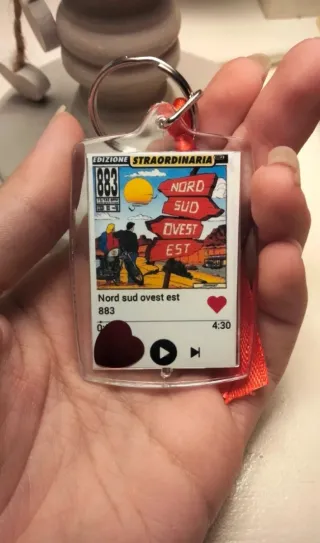 EDIZIONE STRAORDINARIA
883
NORD
SUD
OVEST
EST
Nord sud ovest est
883
4:30